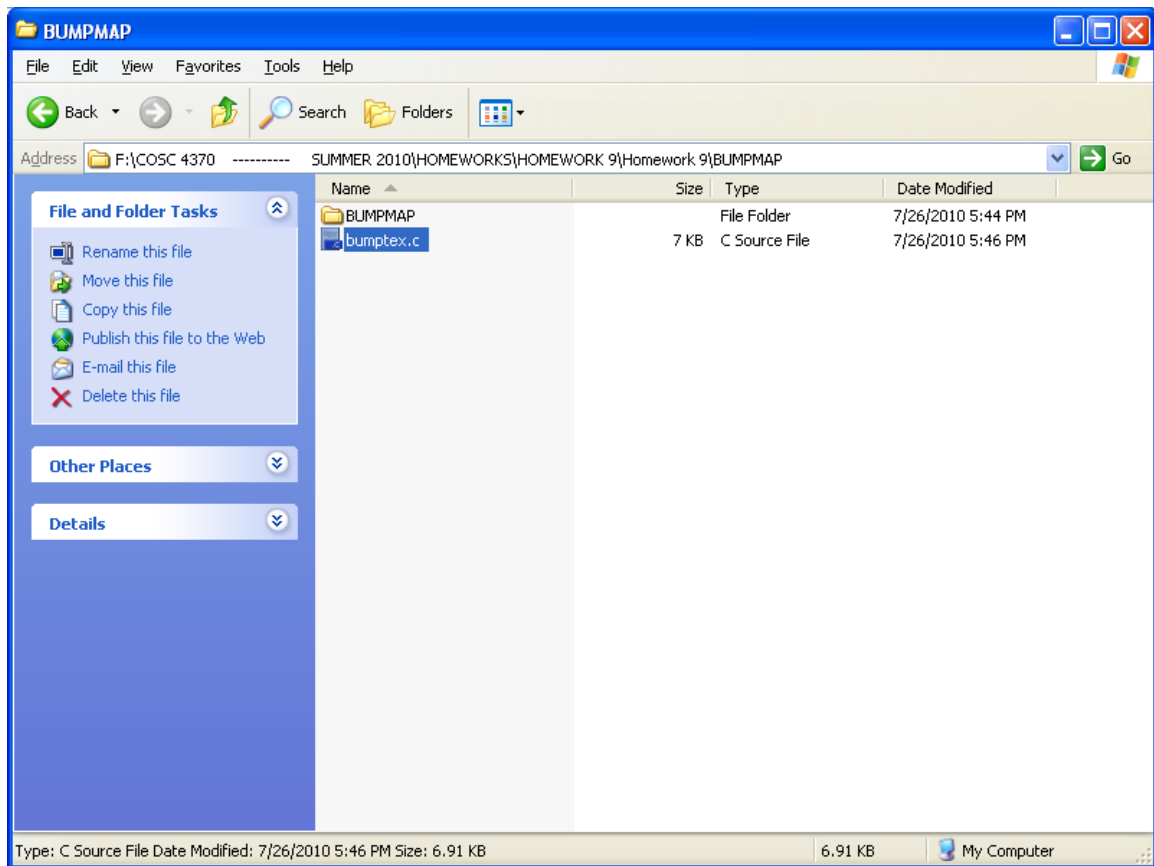 BUMPMAP
File Edit View Favorites Tools Help
Back Search Folders
Address F:\COSC 4370 ---------- SUMMER 2010\HOMEWORKS\HOMEWORK 9\Homework 9\BUMPMAP Go
Name Size Type Date Modified
File and Folder Tasks
Rename this file
Move this file
Copy this file
Publish this file to the Web
E-mail this file
Delete this file
Other Places
Details
BUMPMAP File Folder 7/26/2010 5:44 PM
bumptex.c 7 KB C Source File 7/26/2010 5:46 PM
Type: C Source File Date Modified: 7/26/2010 5:46 PM Size: 6.91 KB 6.91 KB My Computer